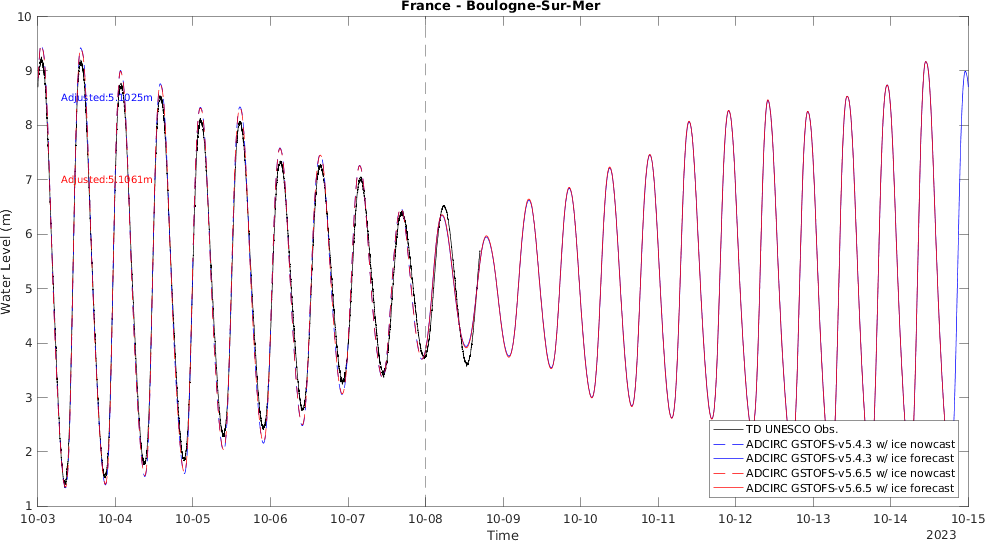 France - Boulogne-Sur-Mer
10
9
8
7
6
5
4
3
2
1
Water Level (m)
Adjusted:5.1025m
Adjusted:5.1061m
TD UNESCO Obs.
ADCIRC GSTOFS-v5.4.3 w/ ice nowcast
ADCIRC GSTOFS-v5.4.3 w/ ice forecast
ADCIRC GSTOFS-v5.6.5 w/ ice nowcast
ADCIRC GSTOFS-v5.6.5 w/ ice forecast
10-03 10-04 10-05 10-06 10-07 10-08 10-09 10-10 10-11 10-12 10-13 10-14 10-15
Time
2023